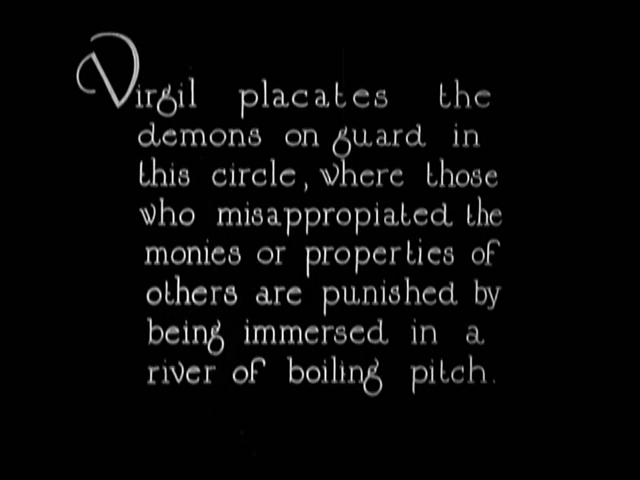 Virgil placates the
demons on guard in
this circle, where those
who misappropiated the
monies or properties of
others are punished by
being immersed in a
river of boiling pitch.